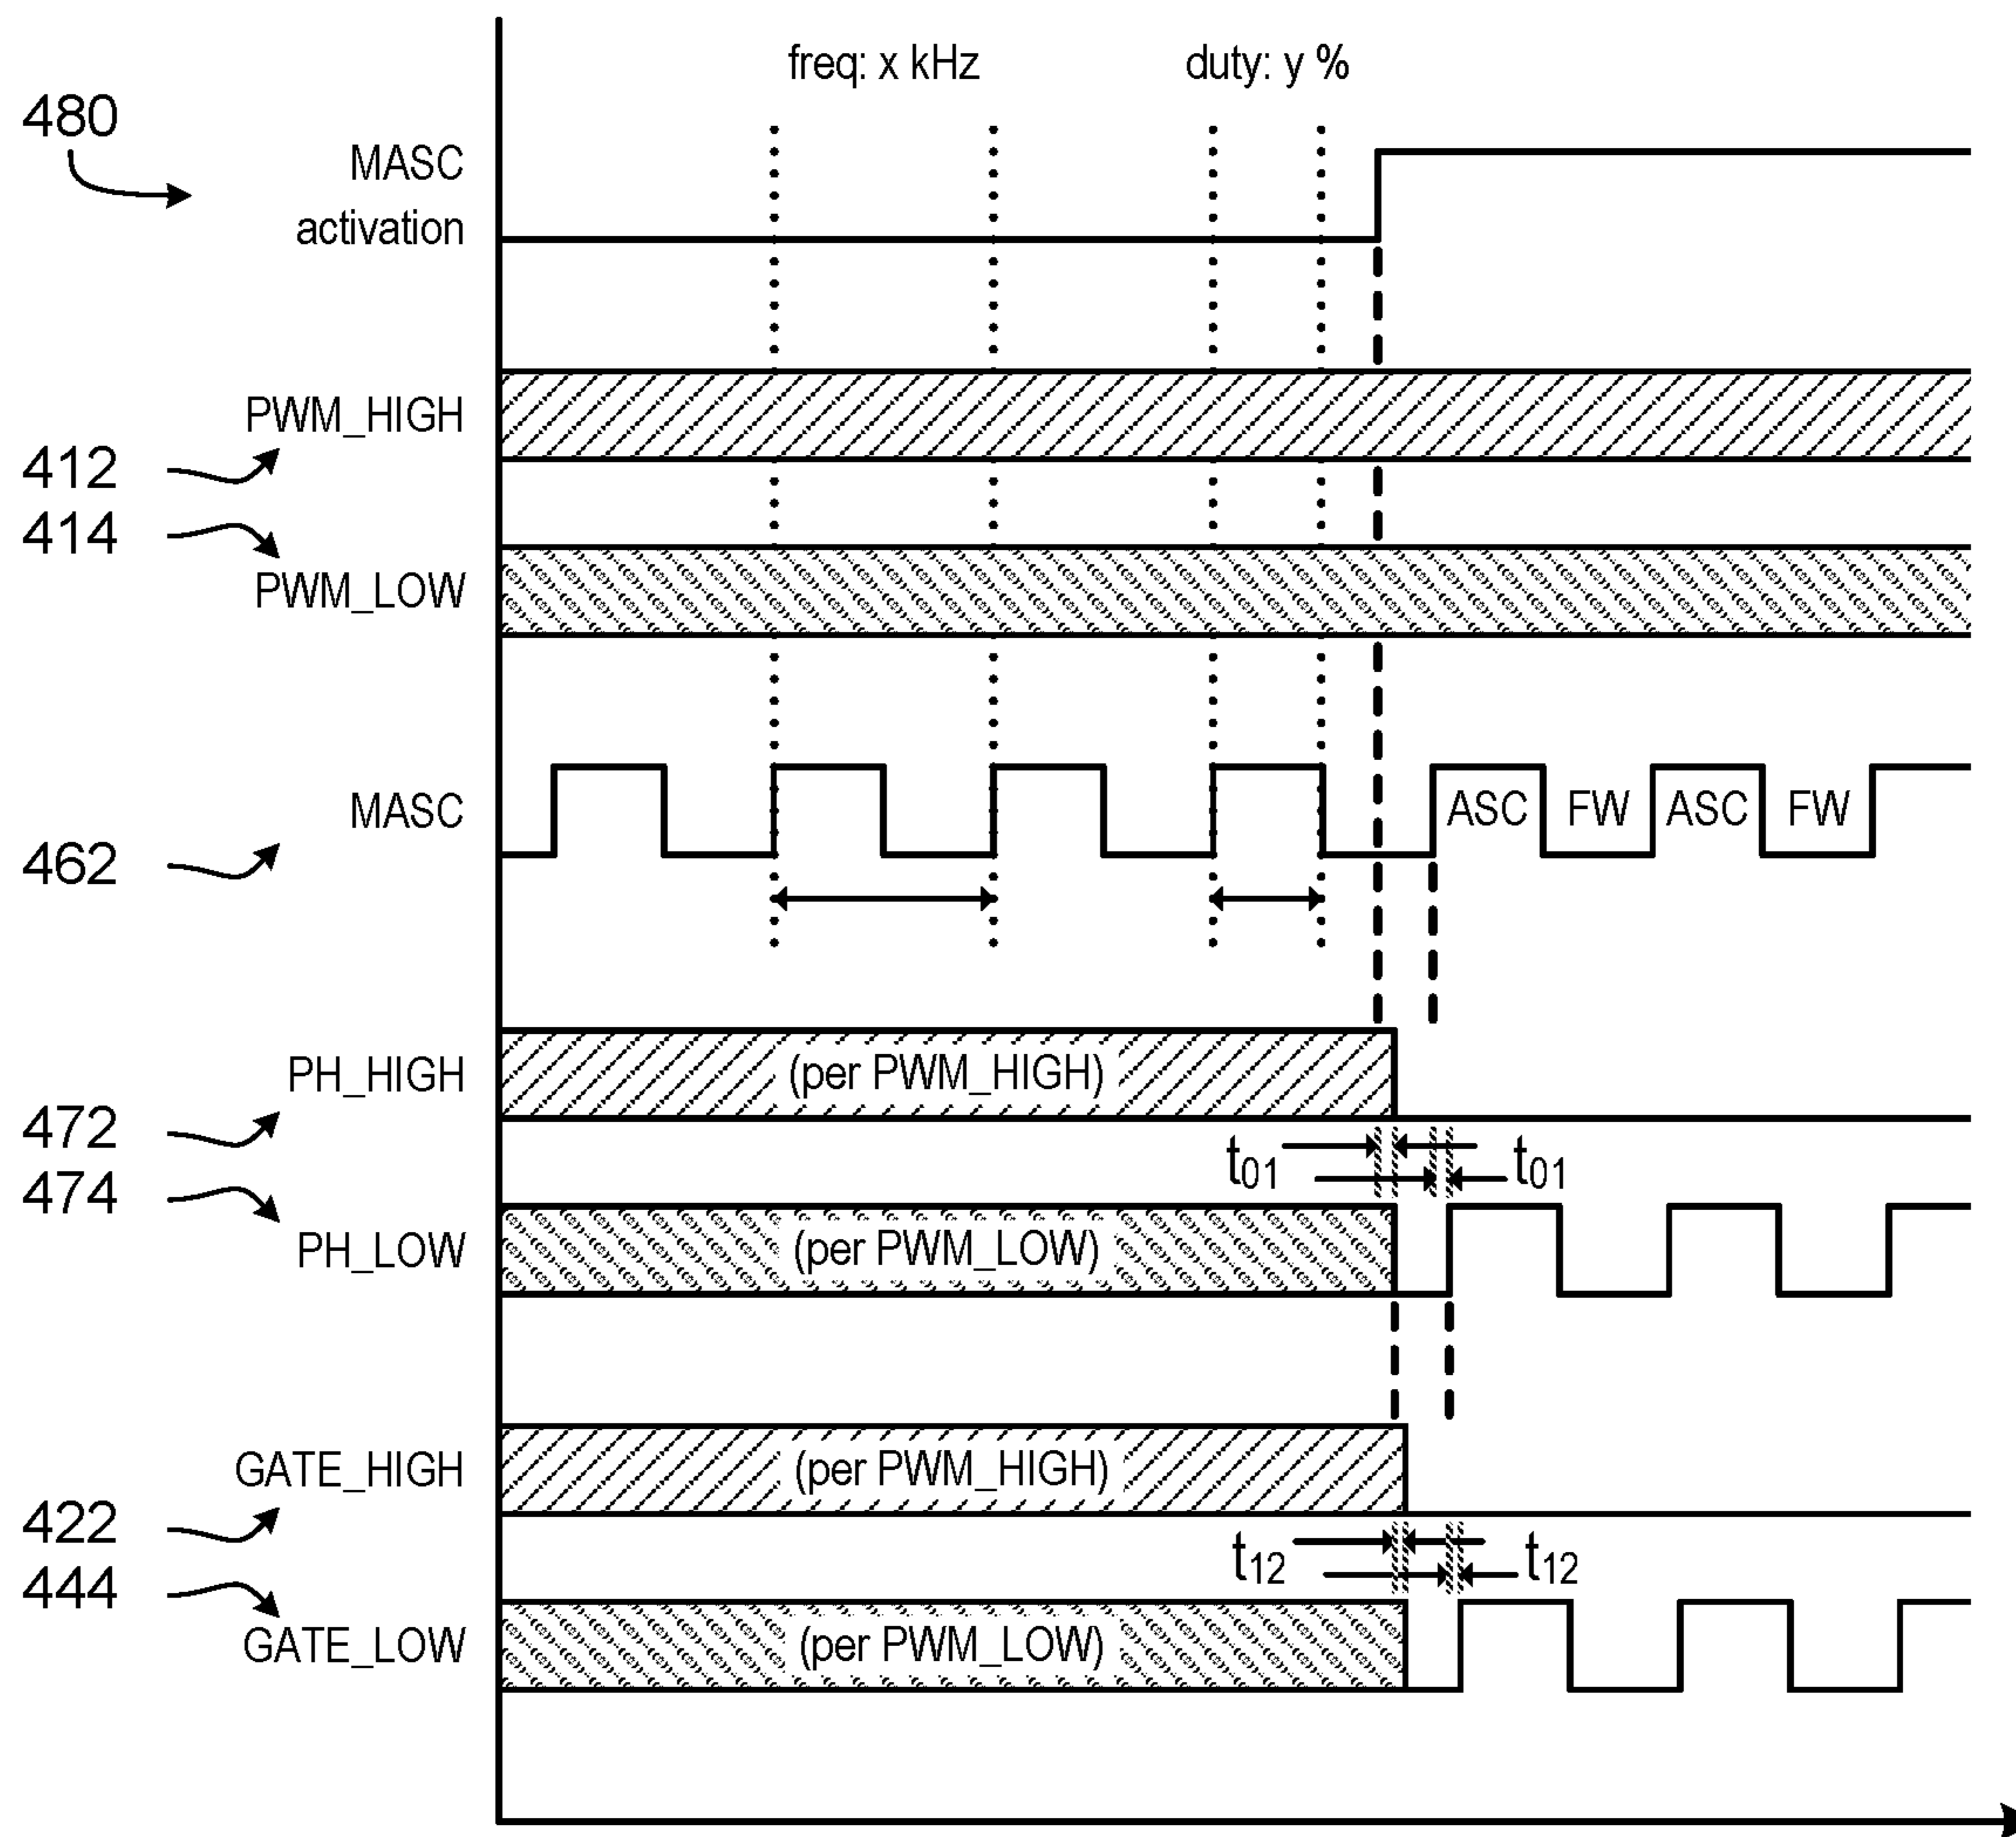 freq: x kHz
duty: y %
480
MASC
activation
PWM_HIGH
412
414
PWM_LOW
MASC
ASC
FW
ASC
FW
462
PH_HIGH
(per PWM_HIGH)
472
t01
t01
474
PH_LOW
(per PWM_LOW)
GATE_HIGH
(per PWM_HIGH)
422
t12
t12
444
GATE_LOW
(per PWM_LOW)